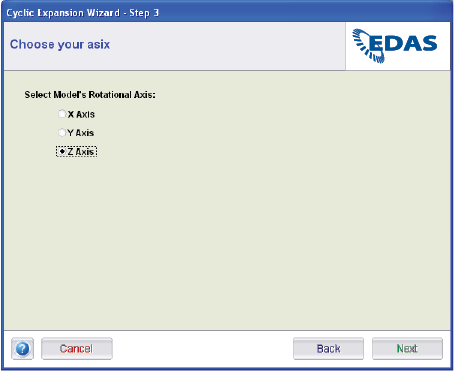 Cyclic Expansion Wizard - Step 3
Choose your asix
EDAS
Select Model's Rotational Axis:
X Axis
Y Axis
Z Axis
?
Cancel
Back
Next